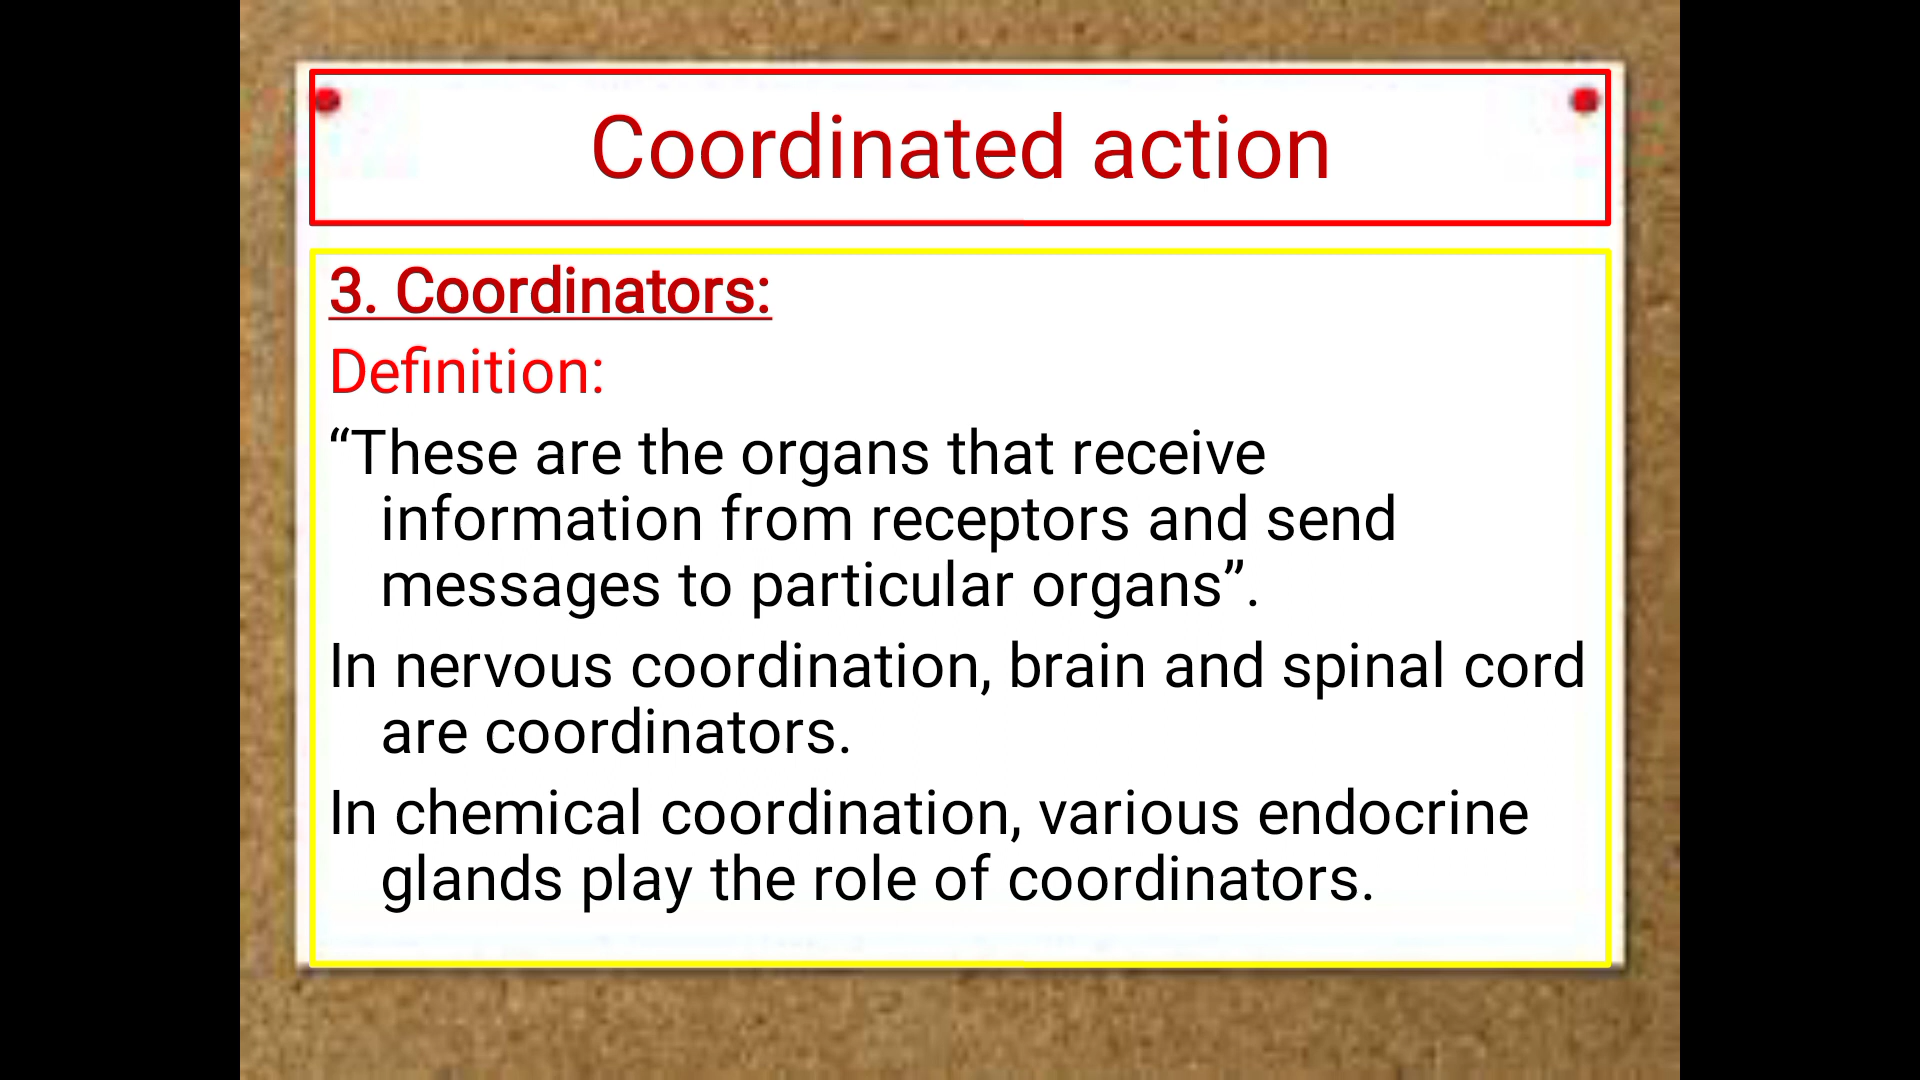 Coordinated action
3. Coordinators:
Definition:
“These are the organs that receive
information from receptors and send
messages to particular organs”.
In nervous coordination, brain and spinal cord
are coordinators.
In chemical coordination, various endocrine
glands play the role of coordinators.